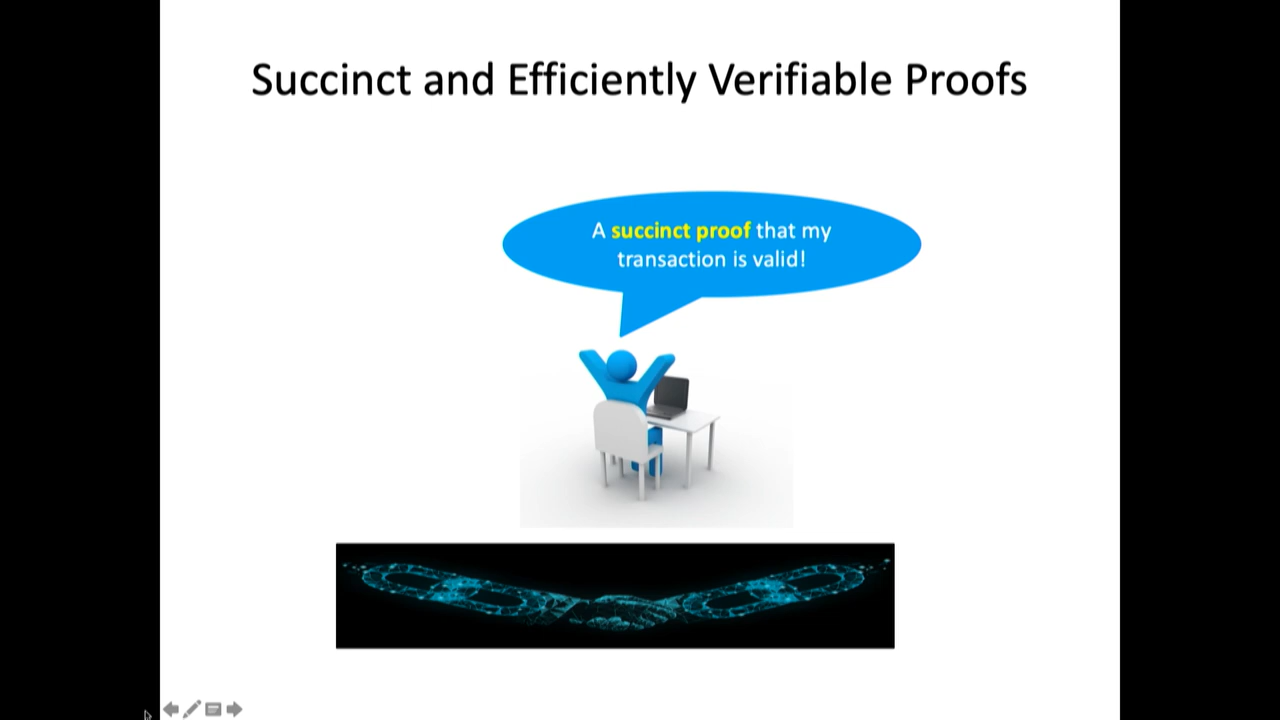 Succinct and Efficiently Verifiable Proofs
A succinct proof that my
transaction is valid!